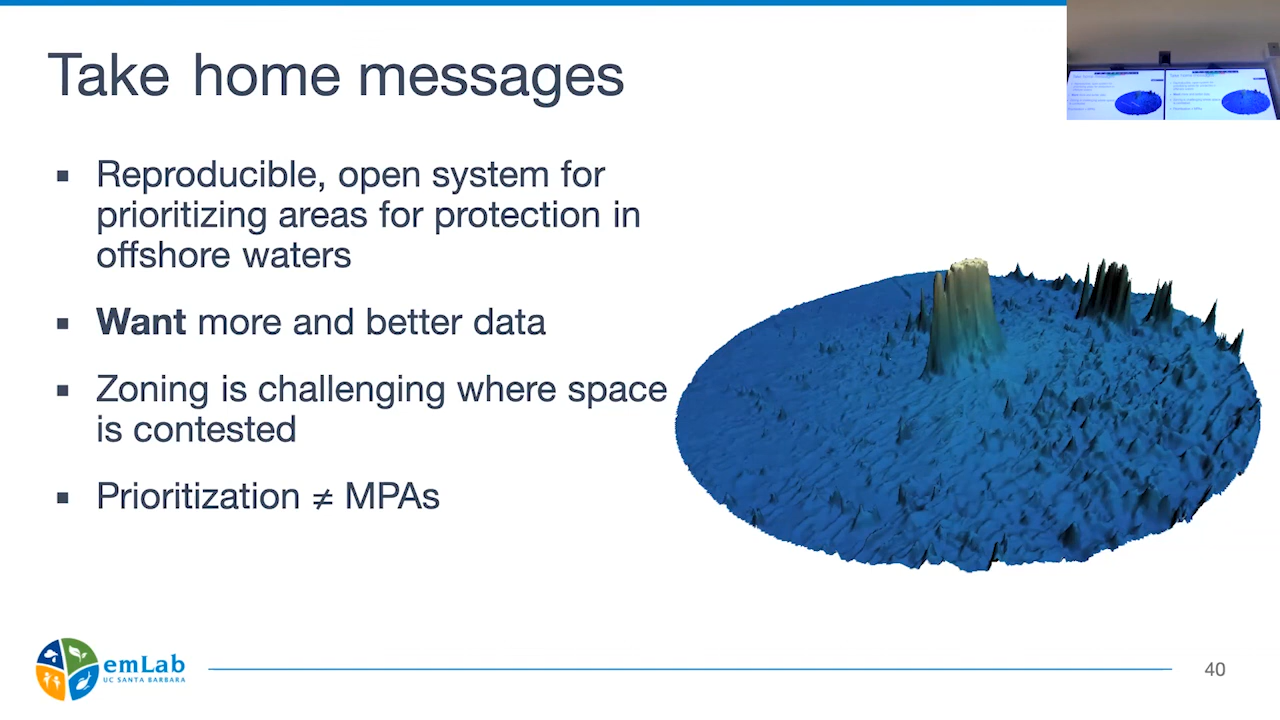 Take home messages
▪ Reproducible, open system for
prioritizing areas for protection in
offshore waters
▪ Want more and better data
▪ Zoning is challenging where space
is contested
▪ Prioritization ≠ MPAs
emLab
UC SANTA BARBARA
40